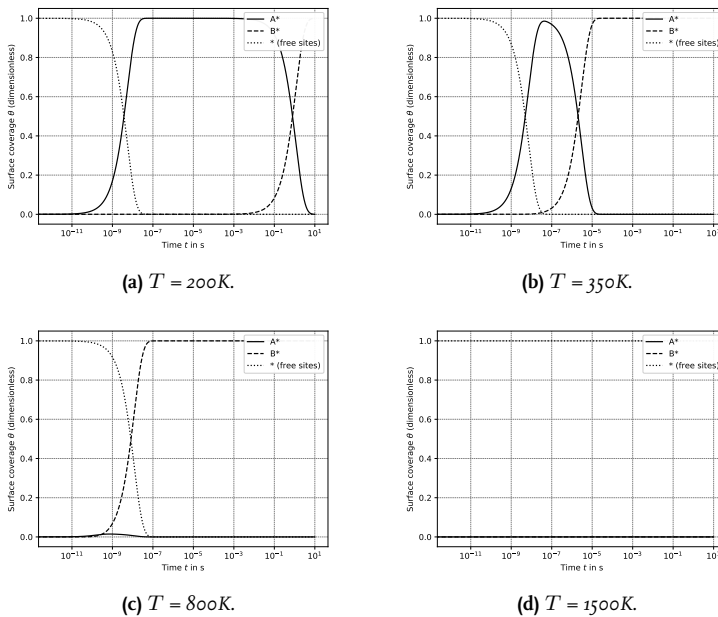 1.0
0.8
0.6
0.4
0.2
0.0
Surface coverage θ (dimensionless)
A*
B*
* (free sites)
10⁻¹¹ 10⁻⁹ 10⁻⁷ 10⁻⁵ 10⁻³ 10⁻¹ 10¹
Time t in s
(a) T = 200K.
1.0
0.8
0.6
0.4
0.2
0.0
Surface coverage θ (dimensionless)
A*
B*
* (free sites)
10⁻¹¹ 10⁻⁹ 10⁻⁷ 10⁻⁵ 10⁻³ 10⁻¹ 10¹
Time t in s
(b) T = 350K.
1.0
0.8
0.6
0.4
0.2
0.0
Surface coverage θ (dimensionless)
A*
B*
* (free sites)
10⁻¹¹ 10⁻⁹ 10⁻⁷ 10⁻⁵ 10⁻³ 10⁻¹ 10¹
Time t in s
(c) T = 800K.
1.0
0.8
0.6
0.4
0.2
0.0
Surface coverage θ (dimensionless)
A*
B*
* (free sites)
10⁻¹¹ 10⁻⁹ 10⁻⁷ 10⁻⁵ 10⁻³ 10⁻¹ 10¹
Time t in s
(d) T = 1500K.